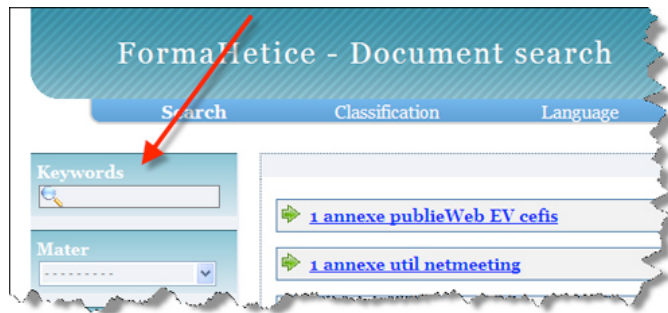 FormaHetice - Document search
Search Classification Language
Keywords
1 annexe publieWeb EV cefis
Mater
1 annexe util netmeeting
---------